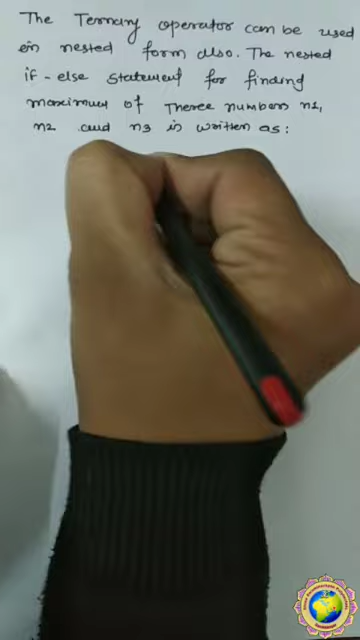 The Ternary operator can be used
in nested form also. The nested
if-else statement for finding
maximum of Theree numbers n1,
n2 and n3 is written as: